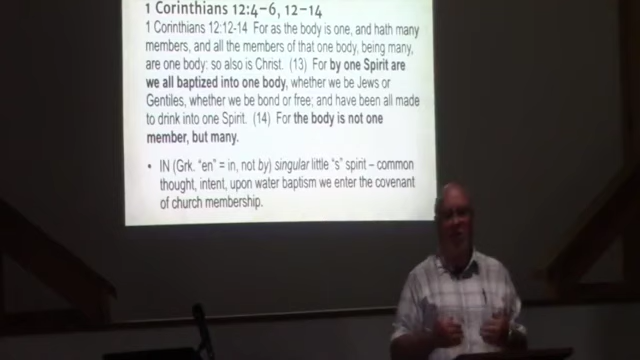 1 Corinthians 12:4–6, 12–14
1 Corinthians 12:12-14 For as the body is one, and hath many
members, and all the members of that one body, being many,
are one body: so also is Christ. (13) For by one Spirit are
we all baptized into one body, whether we be Jews or
Gentiles, whether we be bond or free; and have been all made
to drink into one Spirit. (14) For the body is not one
member, but many.
• IN (Grk. "en" = in, not by) singular little "s" spirit – common
thought, intent, upon water baptism we enter the covenant
of church membership.